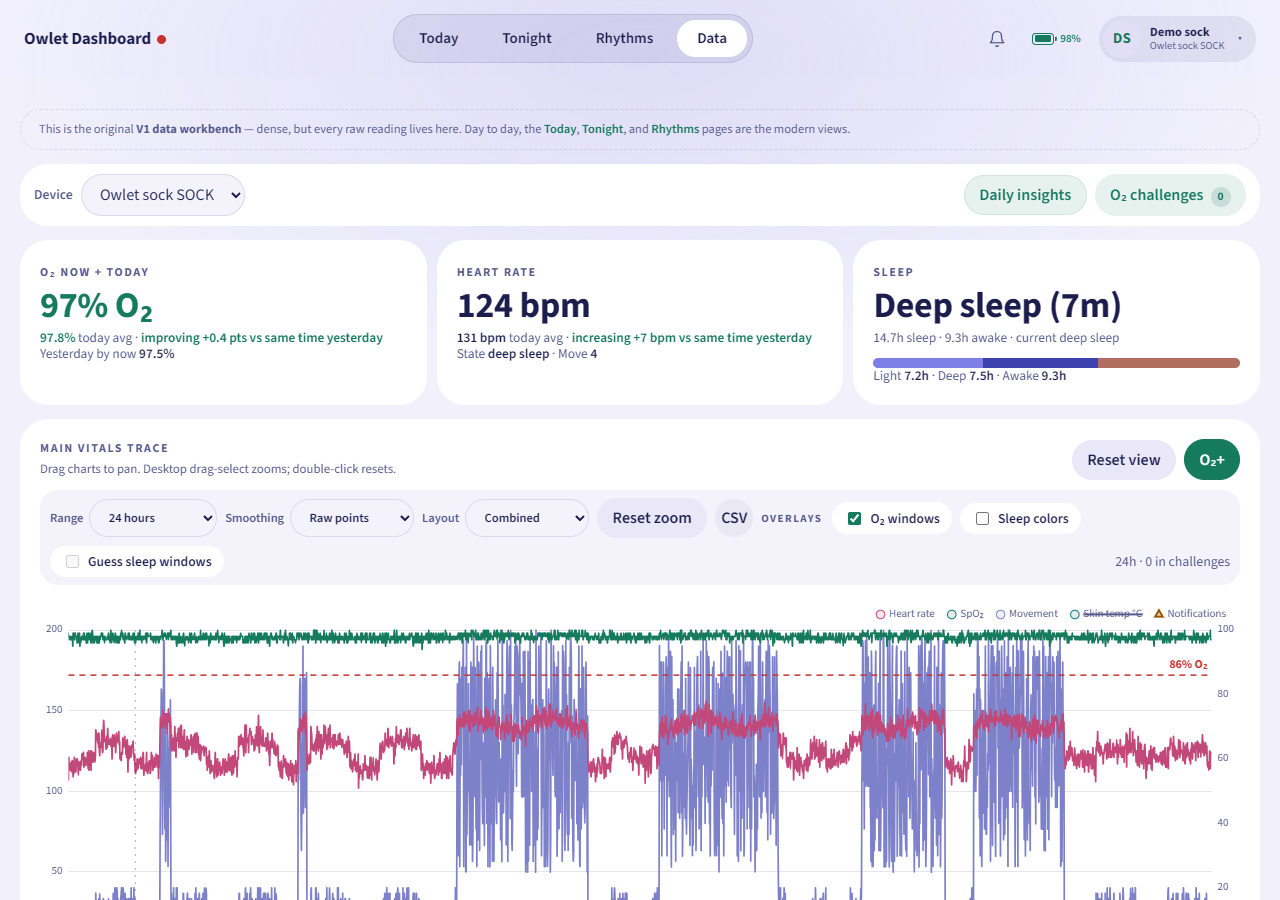 Owlet Dashboard
Today Tonight Rhythms Data
98%
DS Demo sock
Owlet sock SOCK
This is the original V1 data workbench — dense, but every raw reading lives here. Day to day, the Today, Tonight, and Rhythms pages are the modern views.
Device Owlet sock SOCK Daily insights O₂ challenges 0
O₂ NOW + TODAY
97% O₂
97.8% today avg · improving +0.4 pts vs same time yesterday
Yesterday by now 97.5%
HEART RATE
124 bpm
131 bpm today avg · increasing +7 bpm vs same time yesterday
State deep sleep · Move 4
SLEEP
Deep sleep (7m)
14.7h sleep · 9.3h awake · current deep sleep
Light 7.2h · Deep 7.5h · Awake 9.3h
MAIN VITALS TRACE
Drag charts to pan. Desktop drag-select zooms; double-click resets.
Reset view O₂+
Range 24 hours Smoothing Raw points Layout Combined Reset zoom CSV OVERLAYS O₂ windows Sleep colors
Guess sleep windows 24h · 0 in challenges
Heart rate SpO₂ Movement Skin temp °C Notifications
200 100
86% O₂
80
150
60
100
40
50
20